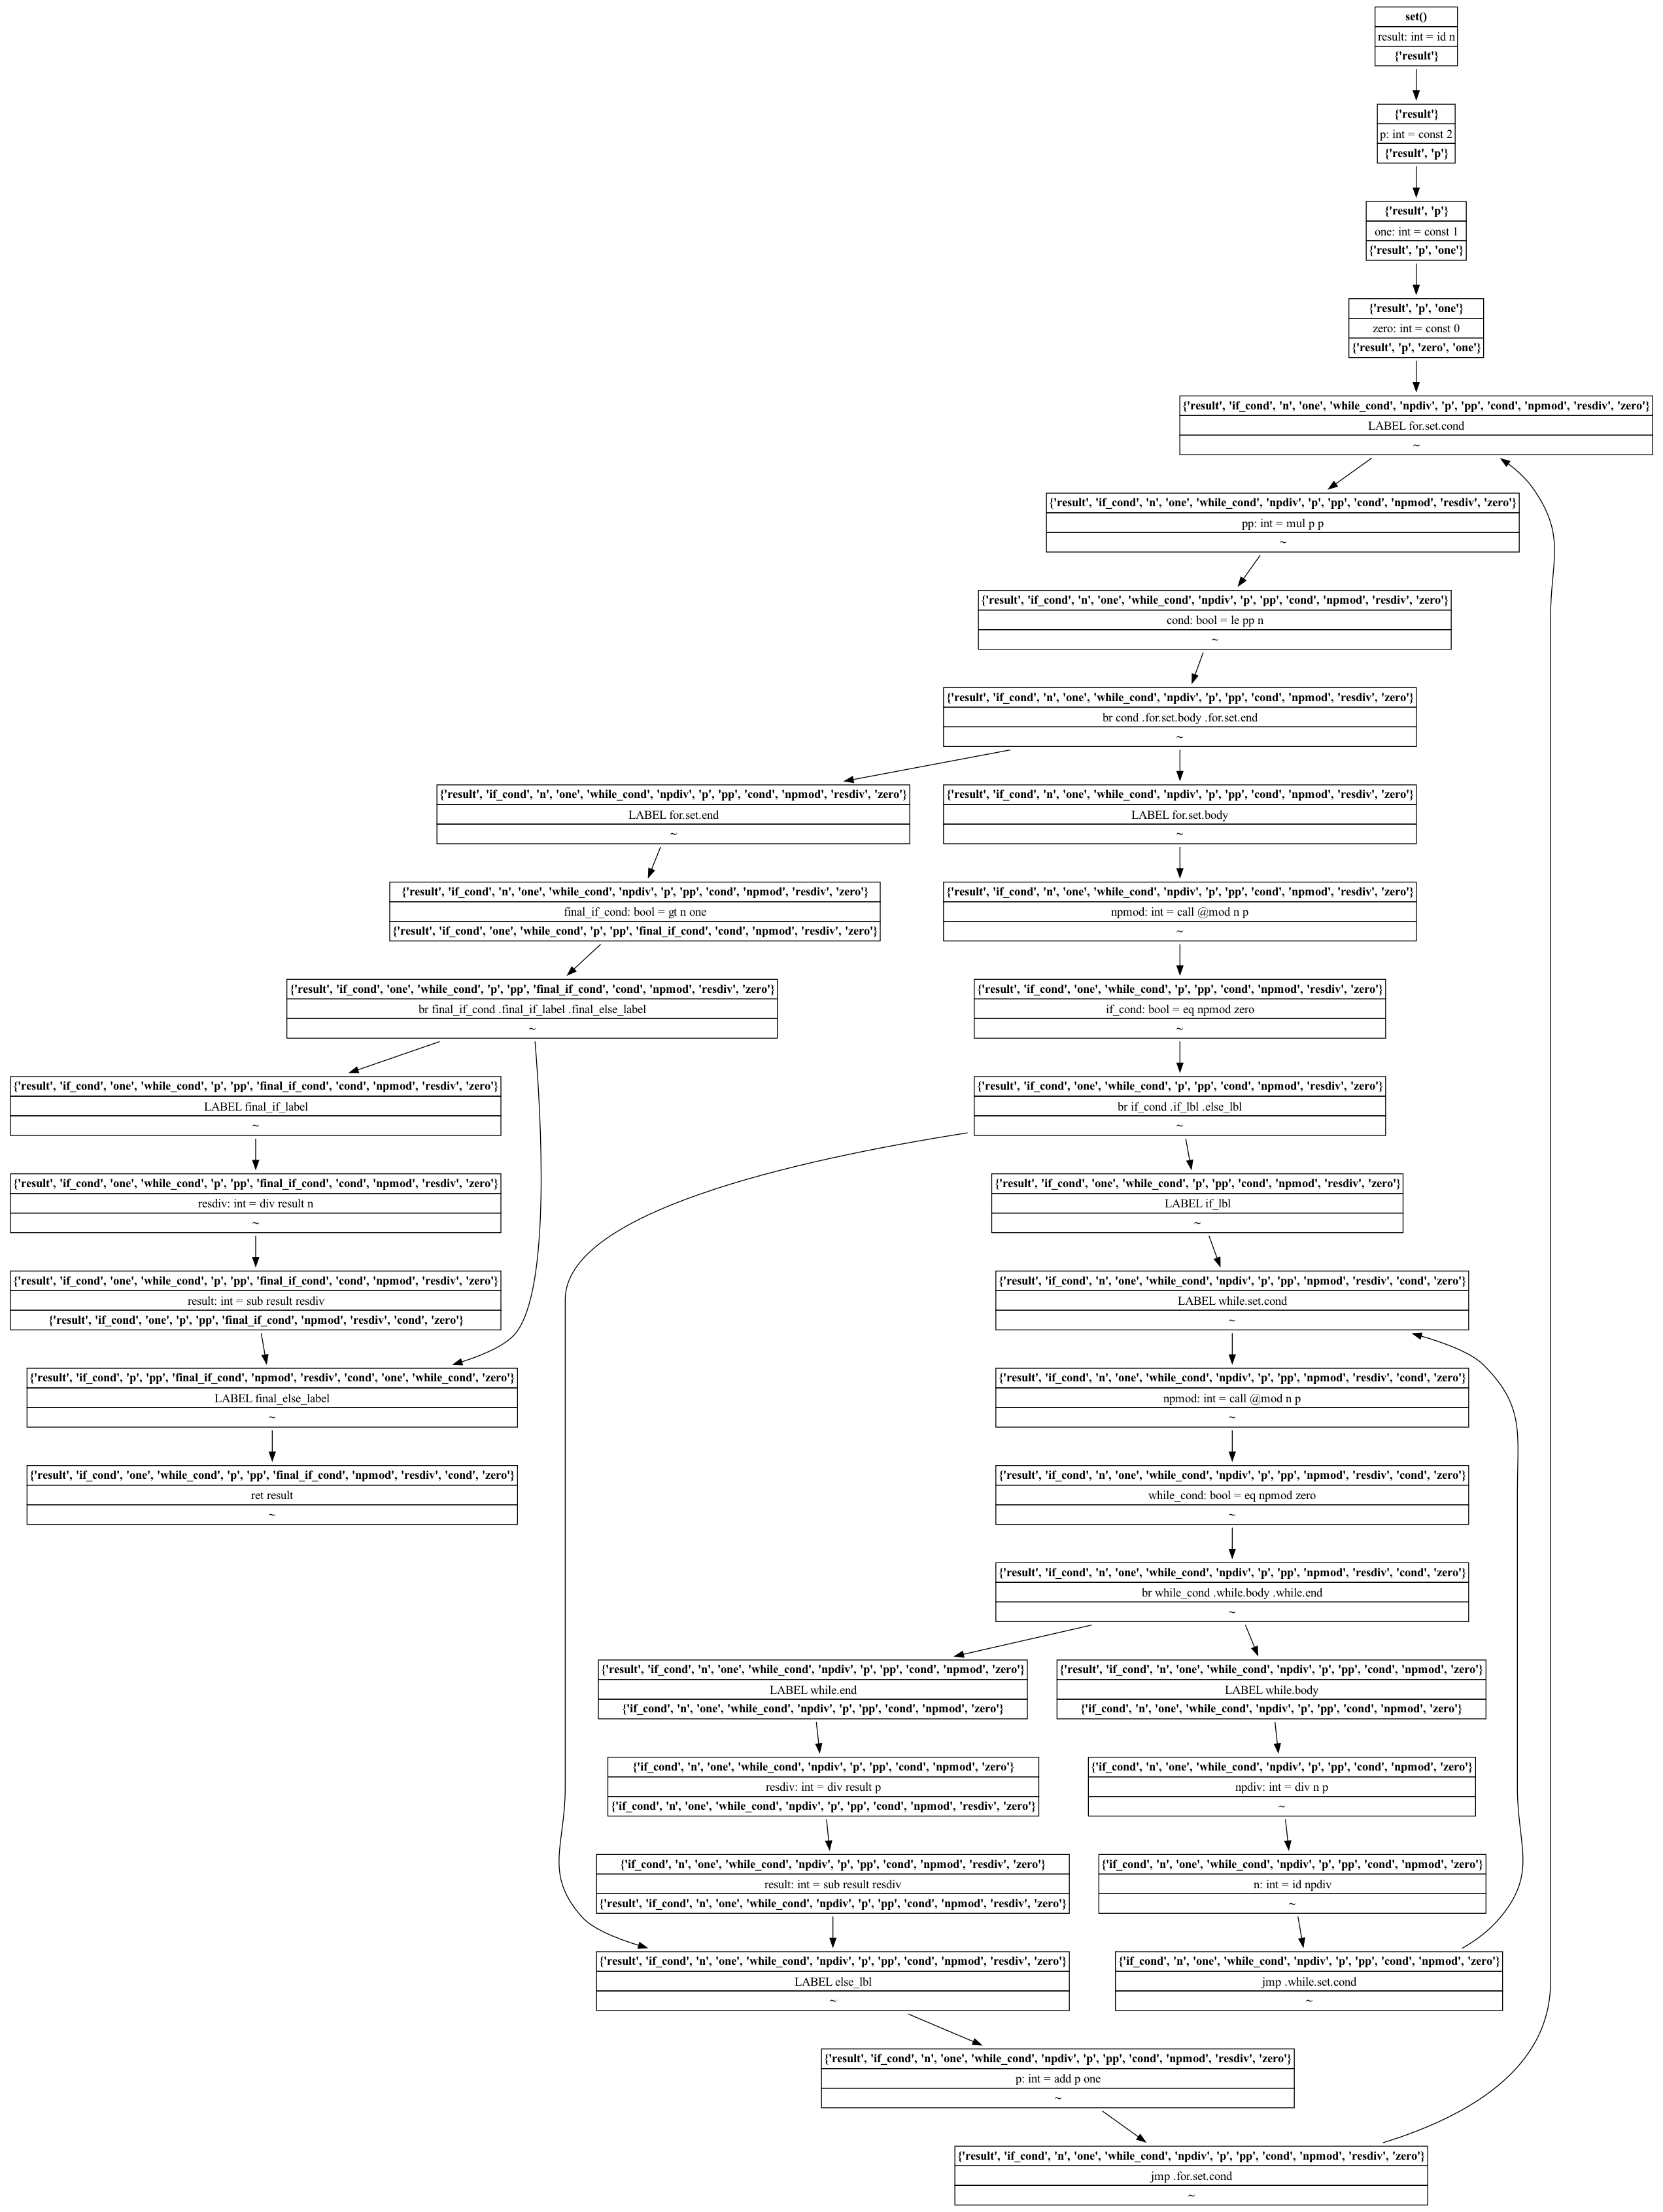 set()
result: int = id n
{'result'}
{'result'}
p: int = const 2
{'result', 'p'}
{'result', 'p'}
one: int = const 1
{'result', 'p', 'one'}
{'result', 'p', 'one'}
zero: int = const 0
{'result', 'p', 'zero', 'one'}
{'result', 'if_cond', 'n', 'one', 'while_cond', 'npdiv', 'p', 'pp', 'cond', 'npmod', 'resdiv', 'zero'}
LABEL for.set.cond
~
{'result', 'if_cond', 'n', 'one', 'while_cond', 'npdiv', 'p', 'pp', 'cond', 'npmod', 'resdiv', 'zero'}
pp: int = mul p p
~
{'result', 'if_cond', 'n', 'one', 'while_cond', 'npdiv', 'p', 'pp', 'cond', 'npmod', 'resdiv', 'zero'}
cond: bool = le pp n
~
{'result', 'if_cond', 'n', 'one', 'while_cond', 'npdiv', 'p', 'pp', 'cond', 'npmod', 'resdiv', 'zero'}
br cond .for.set.body .for.set.end
~
{'result', 'if_cond', 'n', 'one', 'while_cond', 'npdiv', 'p', 'pp', 'cond', 'npmod', 'resdiv', 'zero'}
LABEL for.set.end
~
{'result', 'if_cond', 'n', 'one', 'while_cond', 'npdiv', 'p', 'pp', 'cond', 'npmod', 'resdiv', 'zero'}
LABEL for.set.body
~
{'result', 'if_cond', 'n', 'one', 'while_cond', 'npdiv', 'p', 'pp', 'cond', 'npmod', 'resdiv', 'zero'}
final_if_cond: bool = gt n one
{'result', 'if_cond', 'one', 'while_cond', 'p', 'pp', 'final_if_cond', 'cond', 'npmod', 'resdiv', 'zero'}
{'result', 'if_cond', 'n', 'one', 'while_cond', 'npdiv', 'p', 'pp', 'cond', 'npmod', 'resdiv', 'zero'}
npmod: int = call @mod n p
~
{'result', 'if_cond', 'one', 'while_cond', 'p', 'pp', 'final_if_cond', 'cond', 'npmod', 'resdiv', 'zero'}
br final_if_cond .final_if_label .final_else_label
~
{'result', 'if_cond', 'one', 'while_cond', 'p', 'pp', 'cond', 'npmod', 'resdiv', 'zero'}
if_cond: bool = eq npmod zero
~
{'result', 'if_cond', 'one', 'while_cond', 'p', 'pp', 'final_if_cond', 'cond', 'npmod', 'resdiv', 'zero'}
LABEL final_if_label
~
{'result', 'if_cond', 'one', 'while_cond', 'p', 'pp', 'cond', 'npmod', 'resdiv', 'zero'}
br if_cond .if_lbl .else_lbl
~
{'result', 'if_cond', 'one', 'while_cond', 'p', 'pp', 'final_if_cond', 'cond', 'npmod', 'resdiv', 'zero'}
resdiv: int = div result n
~
{'result', 'if_cond', 'one', 'while_cond', 'p', 'pp', 'cond', 'npmod', 'resdiv', 'zero'}
LABEL if_lbl
~
{'result', 'if_cond', 'one', 'while_cond', 'p', 'pp', 'final_if_cond', 'cond', 'npmod', 'resdiv', 'zero'}
result: int = sub result resdiv
{'result', 'if_cond', 'one', 'p', 'pp', 'final_if_cond', 'npmod', 'resdiv', 'cond', 'zero'}
{'result', 'if_cond', 'n', 'one', 'while_cond', 'npdiv', 'p', 'pp', 'npmod', 'resdiv', 'cond', 'zero'}
LABEL while.set.cond
~
{'result', 'if_cond', 'p', 'pp', 'final_if_cond', 'npmod', 'resdiv', 'cond', 'one', 'while_cond', 'zero'}
LABEL final_else_label
~
{'result', 'if_cond', 'n', 'one', 'while_cond', 'npdiv', 'p', 'pp', 'npmod', 'resdiv', 'cond', 'zero'}
npmod: int = call @mod n p
~
{'result', 'if_cond', 'one', 'while_cond', 'p', 'pp', 'final_if_cond', 'npmod', 'resdiv', 'cond', 'zero'}
ret result
~
{'result', 'if_cond', 'n', 'one', 'while_cond', 'npdiv', 'p', 'pp', 'npmod', 'resdiv', 'cond', 'zero'}
while_cond: bool = eq npmod zero
~
{'result', 'if_cond', 'n', 'one', 'while_cond', 'npdiv', 'p', 'pp', 'npmod', 'resdiv', 'cond', 'zero'}
br while_cond .while.body .while.end
~
{'result', 'if_cond', 'n', 'one', 'while_cond', 'npdiv', 'p', 'pp', 'cond', 'npmod', 'zero'}
LABEL while.end
{'if_cond', 'n', 'one', 'while_cond', 'npdiv', 'p', 'pp', 'cond', 'npmod', 'zero'}
{'result', 'if_cond', 'n', 'one', 'while_cond', 'npdiv', 'p', 'pp', 'cond', 'npmod', 'zero'}
LABEL while.body
{'if_cond', 'n', 'one', 'while_cond', 'npdiv', 'p', 'pp', 'cond', 'npmod', 'zero'}
{'if_cond', 'n', 'one', 'while_cond', 'npdiv', 'p', 'pp', 'cond', 'npmod', 'zero'}
resdiv: int = div result p
{'if_cond', 'n', 'one', 'while_cond', 'npdiv', 'p', 'pp', 'cond', 'npmod', 'resdiv', 'zero'}
{'if_cond', 'n', 'one', 'while_cond', 'npdiv', 'p', 'pp', 'cond', 'npmod', 'zero'}
npdiv: int = div n p
~
{'if_cond', 'n', 'one', 'while_cond', 'npdiv', 'p', 'pp', 'cond', 'npmod', 'resdiv', 'zero'}
result: int = sub result resdiv
{'result', 'if_cond', 'n', 'one', 'while_cond', 'npdiv', 'p', 'pp', 'cond', 'npmod', 'resdiv', 'zero'}
{'if_cond', 'n', 'one', 'while_cond', 'npdiv', 'p', 'pp', 'cond', 'npmod', 'zero'}
n: int = id npdiv
~
{'result', 'if_cond', 'n', 'one', 'while_cond', 'npdiv', 'p', 'pp', 'cond', 'npmod', 'resdiv', 'zero'}
LABEL else_lbl
~
{'if_cond', 'n', 'one', 'while_cond', 'npdiv', 'p', 'pp', 'cond', 'npmod', 'zero'}
jmp .while.set.cond
~
{'result', 'if_cond', 'n', 'one', 'while_cond', 'npdiv', 'p', 'pp', 'cond', 'npmod', 'resdiv', 'zero'}
p: int = add p one
~
{'result', 'if_cond', 'n', 'one', 'while_cond', 'npdiv', 'p', 'pp', 'cond', 'npmod', 'resdiv', 'zero'}
jmp .for.set.cond
~